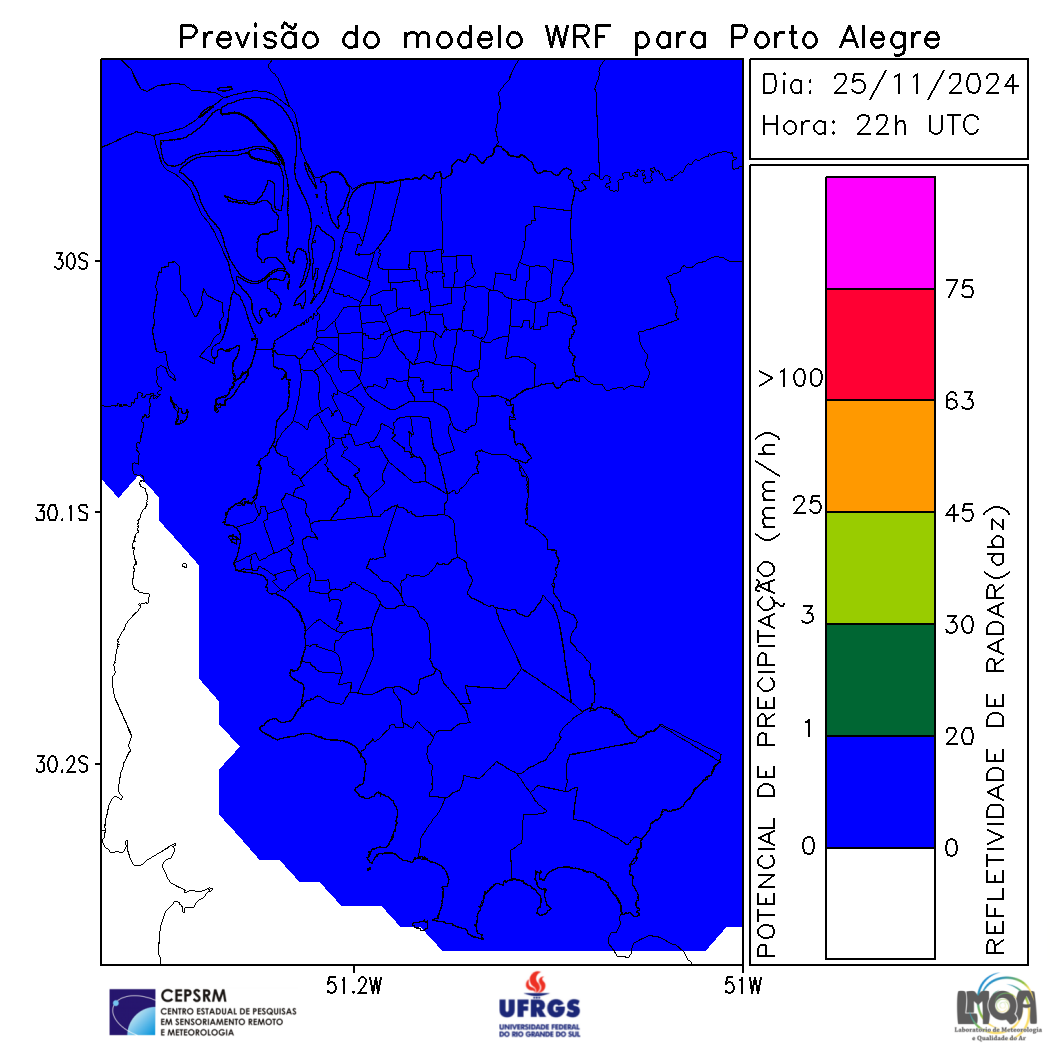 Previsão do modelo WRF para Porto Alegre
Dia: 25/11/2024
Hora: 22h UTC
30S
30.1S
30.2S
51.2W
51W
POTENCIAL DE PRECIPITAÇÃO (mm/h)
>100
25
3
1
0
75
63
45
30
20
0
REFLETIVIDADE DE RADAR(dbz)
CEPSRM
CENTRO ESTADUAL DE PESQUISAS
EM SENSORIAMENTO REMOTO
E METEOROLOGIA
UFRGS
UNIVERSIDADE FEDERAL
DO RIO GRANDE DO SUL
LMQA
Laboratório de Meteorologia
e Qualidade do Ar